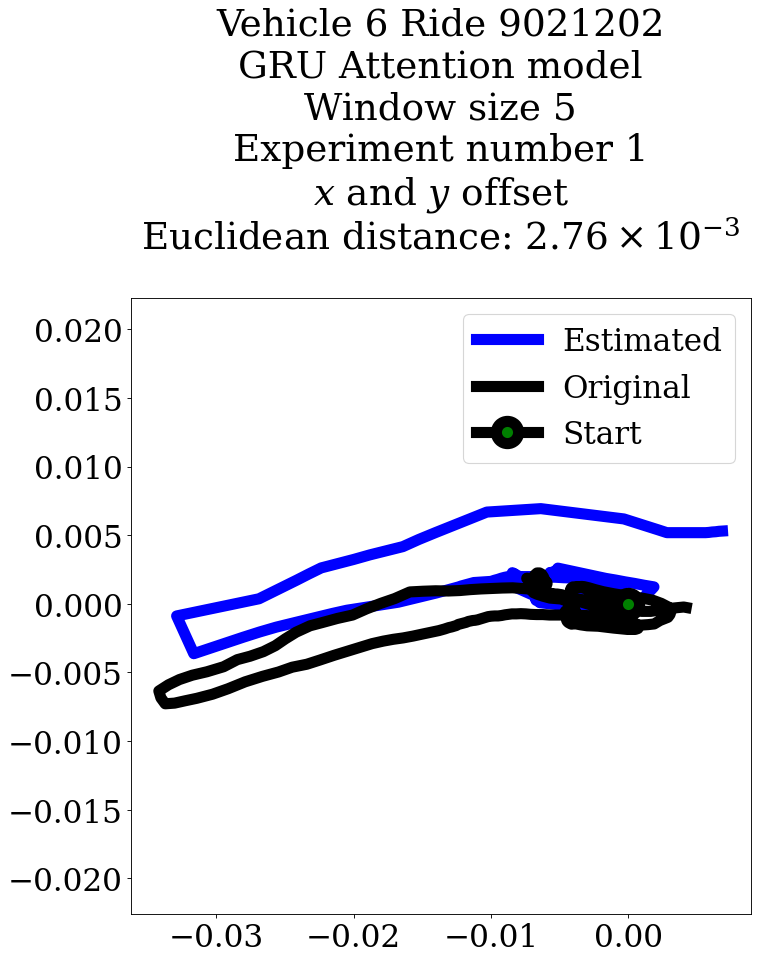 Vehicle 6 Ride 9021202
GRU Attention model
Window size 5
Experiment number 1
x and y offset
Euclidean distance: 2.76 × 10⁻³
Estimated
Original
Start
0.020
0.015
0.010
0.005
0.000
−0.005
−0.010
−0.015
−0.020
−0.03 −0.02 −0.01 0.00